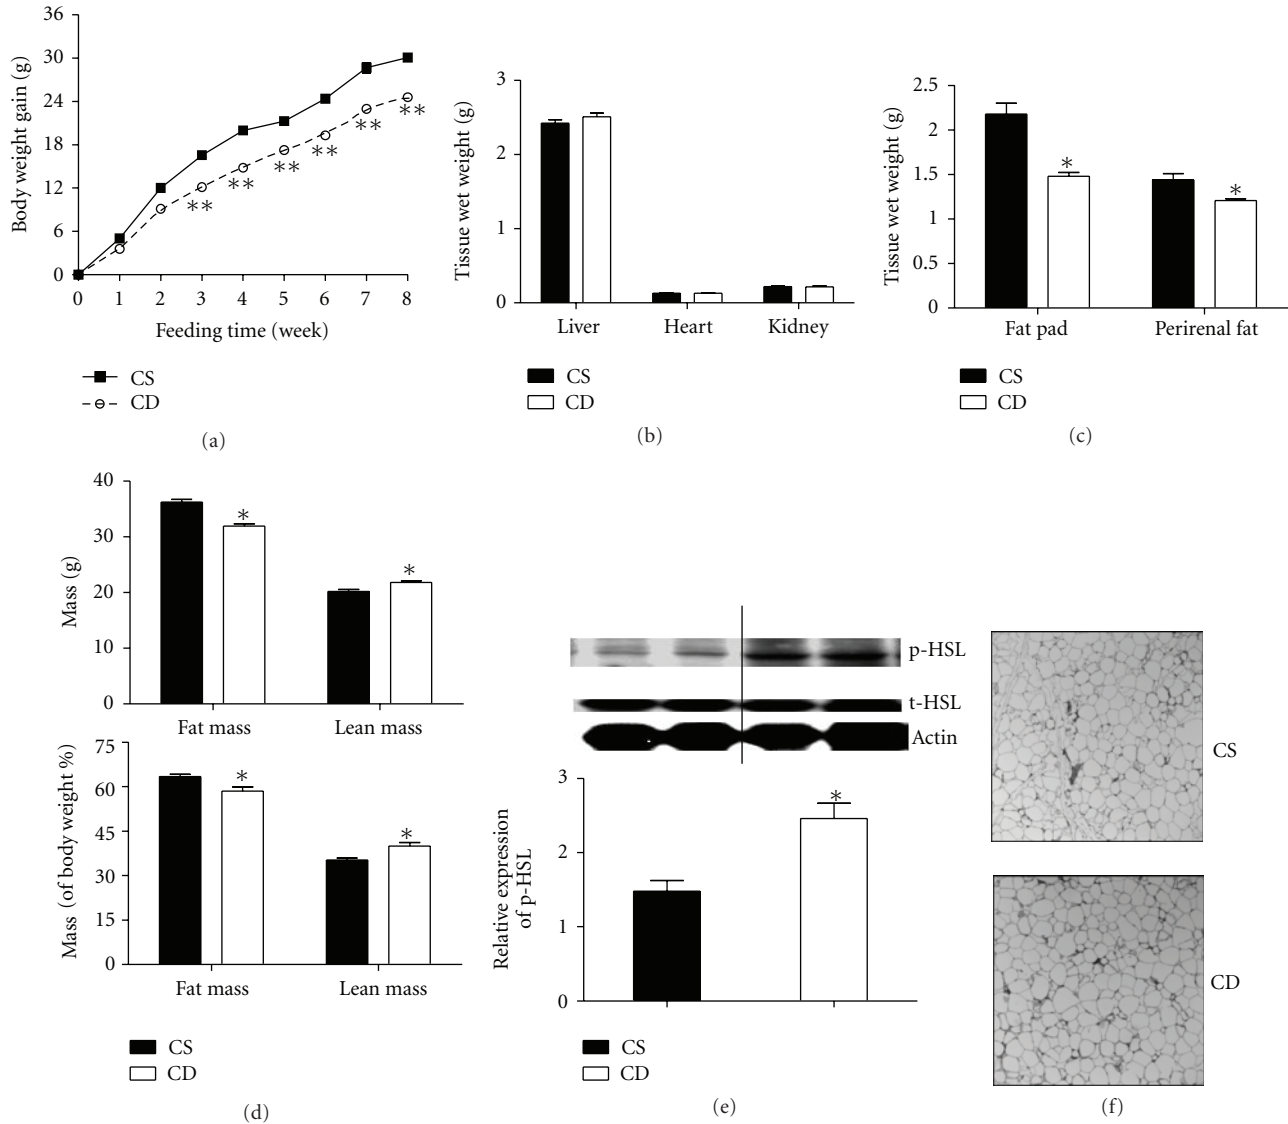 36
30
24
18
12
6
0
Body weight gain (g)
** ** ** ** ** **
0 1 2 3 4 5 6 7 8
Feeding time (week)
CS
CD
(a)
3
2
1
0
Tissue wet weight (g)
Liver Heart Kidney
CS
CD
(b)
2.5
2
1.5
1
0.5
0
Tissue wet weight (g)
* *
Fat pad Perirenal fat
CS
CD
(c)
40
30
20
10
0
Mass (g)
* *
Fat mass Lean mass
75
60
45
30
15
0
Mass (of body weight %)
* *
Fat mass Lean mass
CS
CD
(d)
p-HSL
t-HSL
Actin
3
2
1
0
Relative expression
of p-HSL
*
CS
CD
(e)
CS
CD
(f)